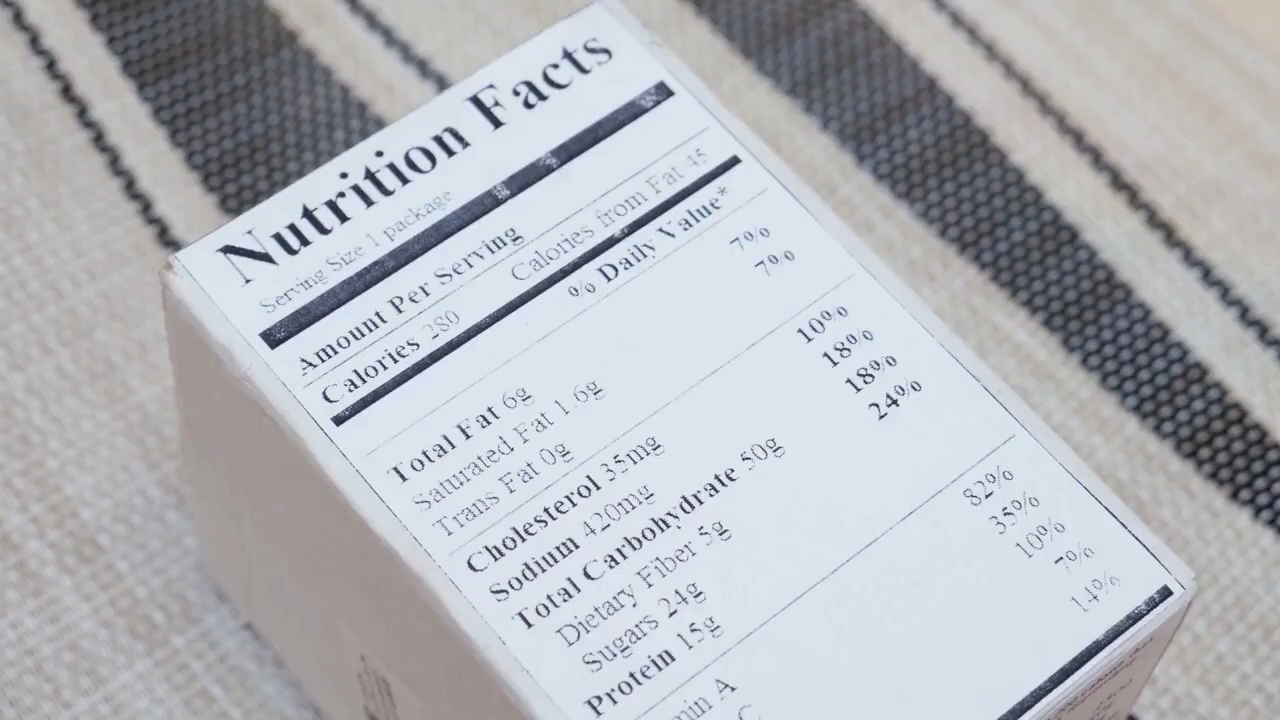 Nutrition Facts
Serving Size 1 package
Amount Per Serving
Calories 280 Calories from Fat 45
% Daily Value*
Total Fat 6g 7%
Saturated Fat 1.6g 7%
Trans Fat 0g
Cholesterol 35mg 10%
Sodium 420mg 18%
Total Carbohydrate 50g 18%
Dietary Fiber 5g 24%
Sugars 24g
Protein 15g
82%
min A 35%
C 10%
7%
14%